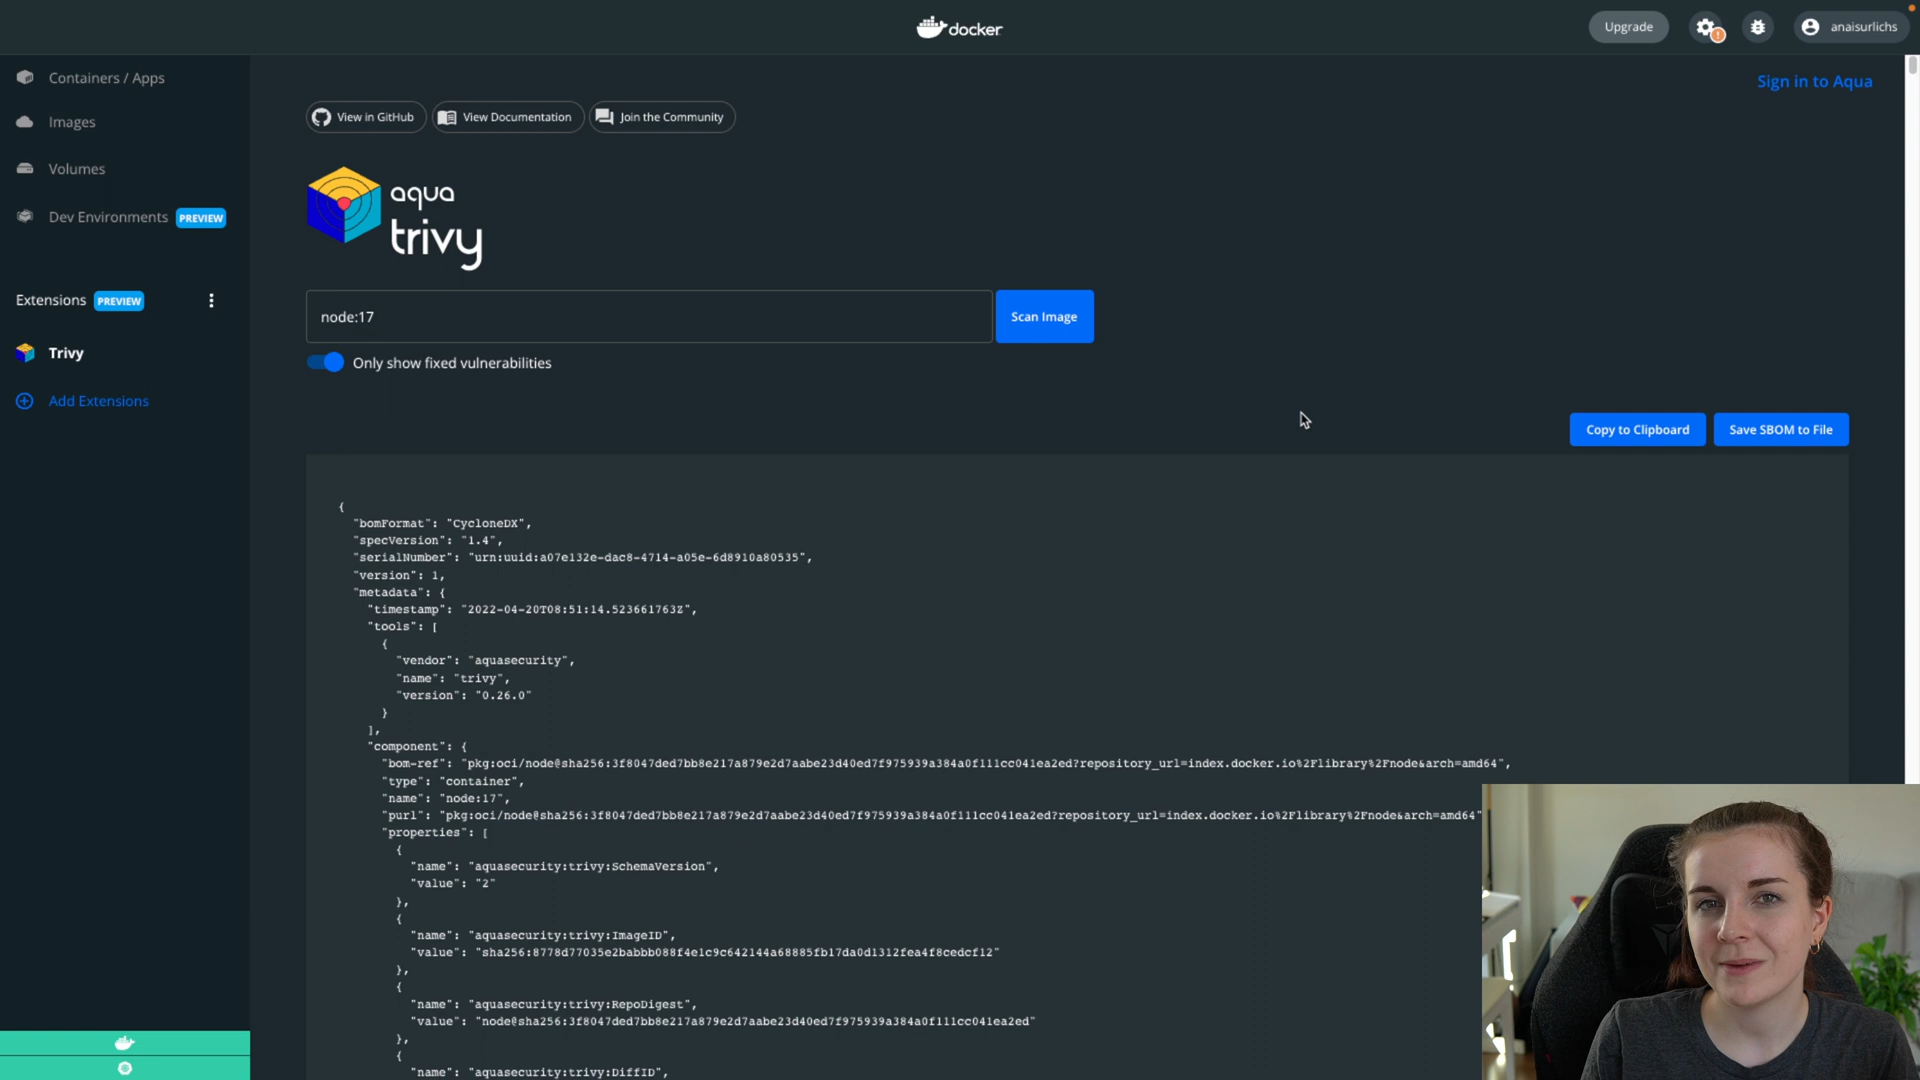 docker
Upgrade
anaisurlichs
Containers / Apps
Images
Volumes
Dev Environments PREVIEW
Extensions PREVIEW
Trivy
Add Extensions
Sign in to Aqua
View in GitHub
View Documentation
Join the Community
aqua
trivy
node:17
Scan Image
Only show fixed vulnerabilities
Copy to Clipboard
Save SBOM to File
{
"bomFormat": "CycloneDX",
"specVersion": "1.4",
"serialNumber": "urn:uuid:a07e132e-dac8-4714-a05e-6d8910a80535",
"version": 1,
"metadata": {
"timestamp": "2022-04-20T08:51:14.523661763Z",
"tools": [
{
"vendor": "aquasecurity",
"name": "trivy",
"version": "0.26.0"
}
],
"component": {
"bom-ref": "pkg:oci/node@sha256:3f8047ded7bb8e217a879e2d7aabe23d40ed7f975939a384a0f111cc041ea2ed?repository_url=index.docker.io%2Flibrary%2Fnode&arch=amd64",
"type": "container",
"name": "node:17",
"purl": "pkg:oci/node@sha256:3f8047ded7bb8e217a879e2d7aabe23d40ed7f975939a384a0f111cc041ea2ed?repository_url=index.docker.io%2Flibrary%2Fnode&arch=amd64"
"properties": [
{
"name": "aquasecurity:trivy:SchemaVersion",
"value": "2"
},
{
"name": "aquasecurity:trivy:ImageID",
"value": "sha256:8778d77035e2babbb088f4e1c9c642144a68885fb17da0d1312fea4f8cedcf12"
},
{
"name": "aquasecurity:trivy:RepoDigest",
"value": "node@sha256:3f8047ded7bb8e217a879e2d7aabe23d40ed7f975939a384a0f111cc041ea2ed"
},
{
"name": "aquasecurity:trivy:DiffID",